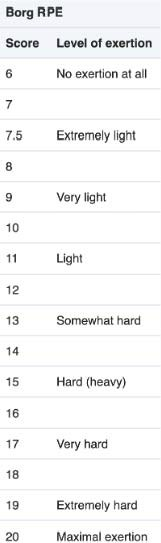 Borg RPE
Score Level of exertion
6 No exertion at all
7
7.5 Extremely light
8
9 Very light
10
11 Light
12
13 Somewhat hard
14
15 Hard (heavy)
16
17 Very hard
18
19 Extremely hard
20 Maximal exertion